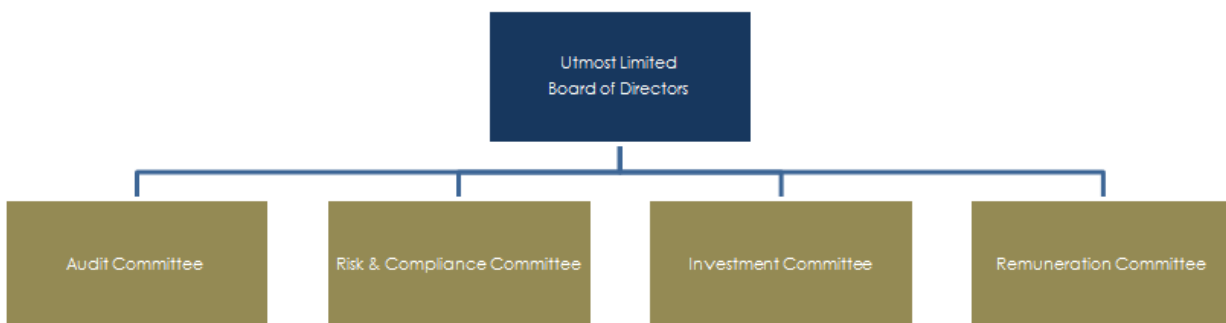 Utmost Limited
Board of Directors
Audit Committee
Risk & Compliance Committee
Investment Committee
Remuneration Committee